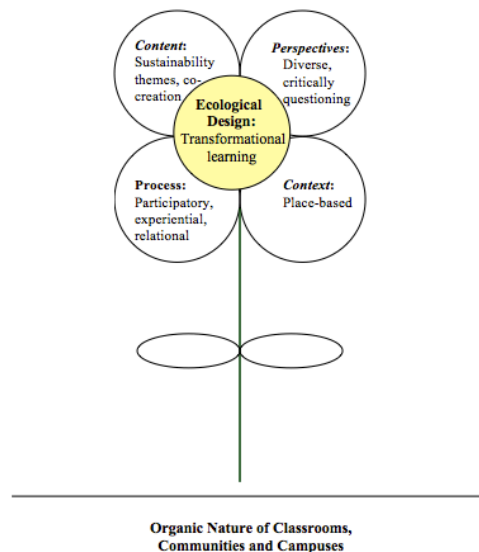 Content:
Sustainability
themes, co-
creation
Perspectives:
Diverse,
critically
questioning
Ecological
Design:
Transformational
learning
Process:
Participatory,
experiential,
relational
Context:
Place-based
Organic Nature of Classrooms,
Communities and Campuses